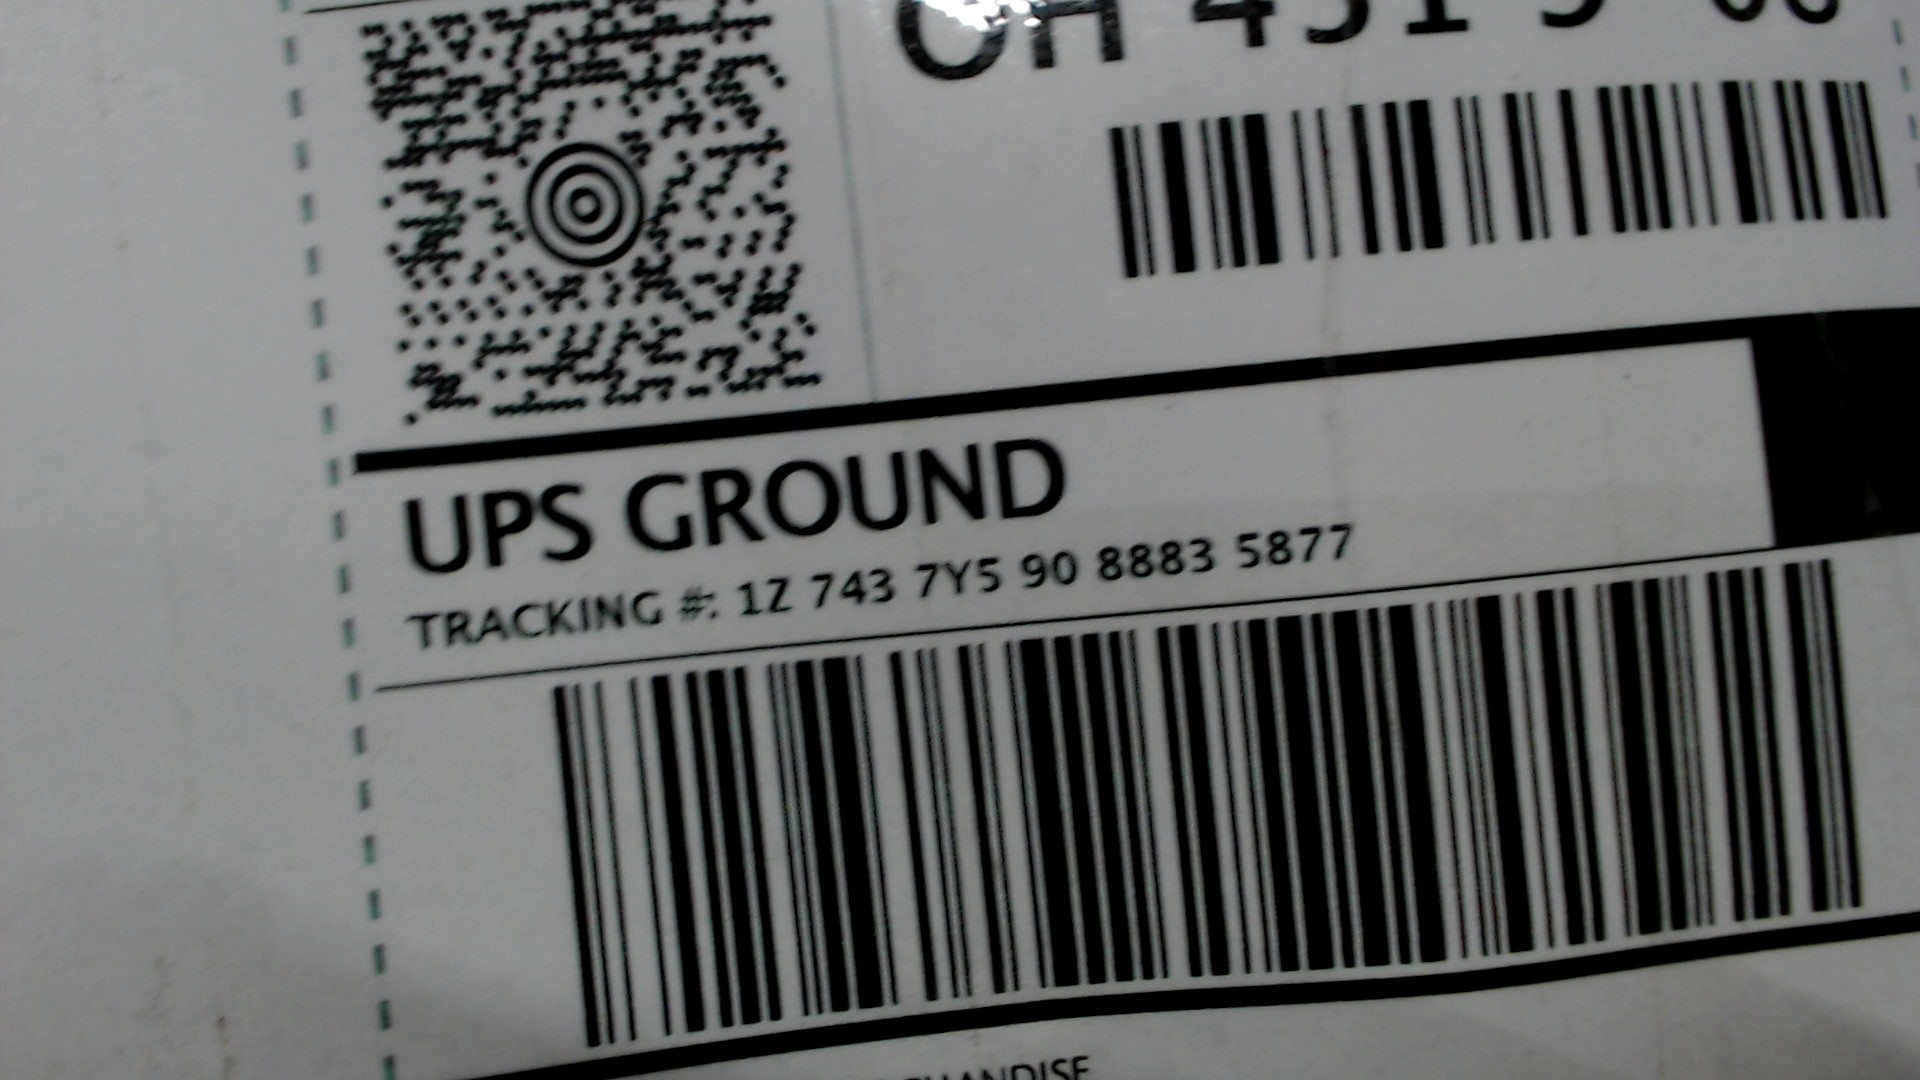 UPS GROUND
TRACKING #: 1Z 743 7Y5 90 8883 5877